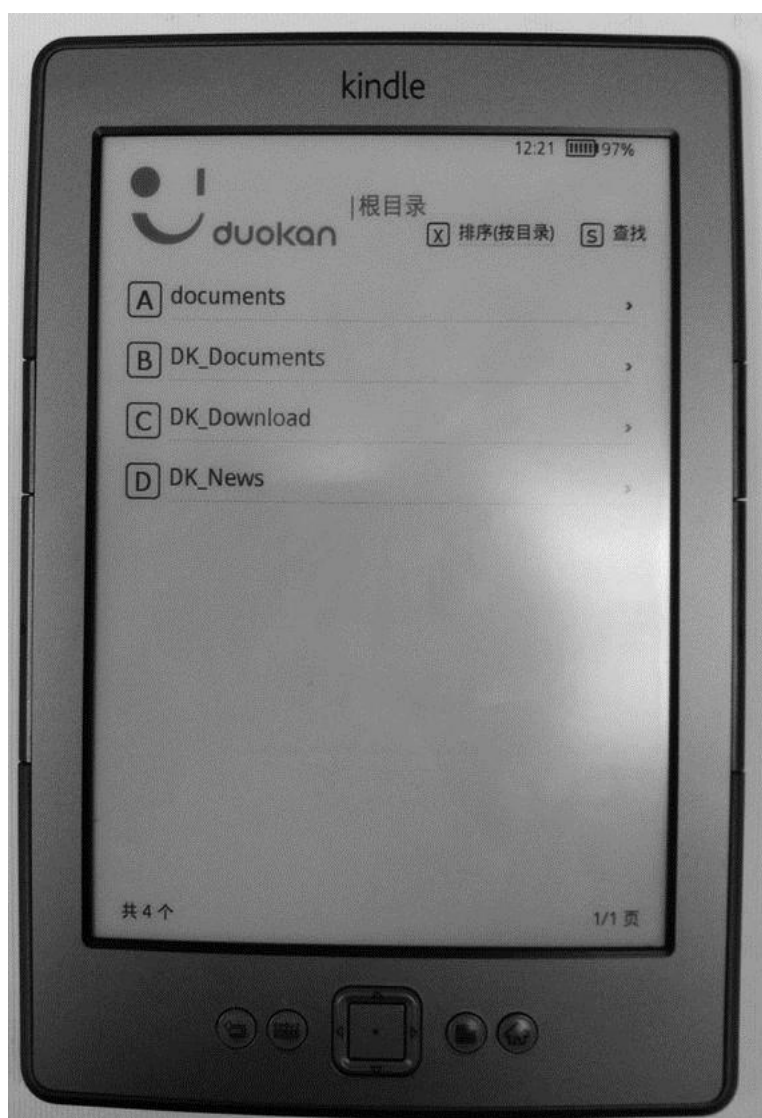 kindle
12:21 97%
duokan |根目录
X 排序(按目录) S 查找
A documents
B DK_Documents
C DK_Download
D DK_News
共 4 个 1/1 页